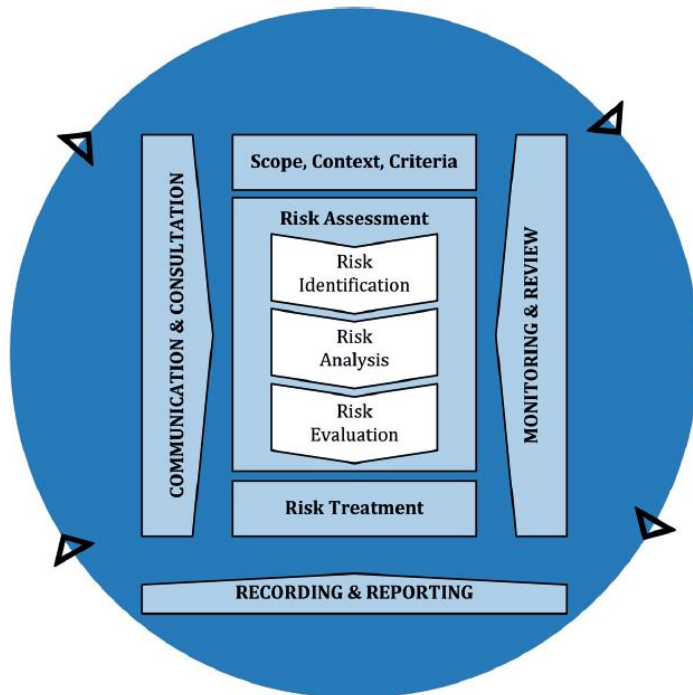 Scope, Context, Criteria
Risk Assessment
Risk
Identification
Risk
Analysis
Risk
Evaluation
Risk Treatment
COMMUNICATION & CONSULTATION
MONITORING & REVIEW
RECORDING & REPORTING